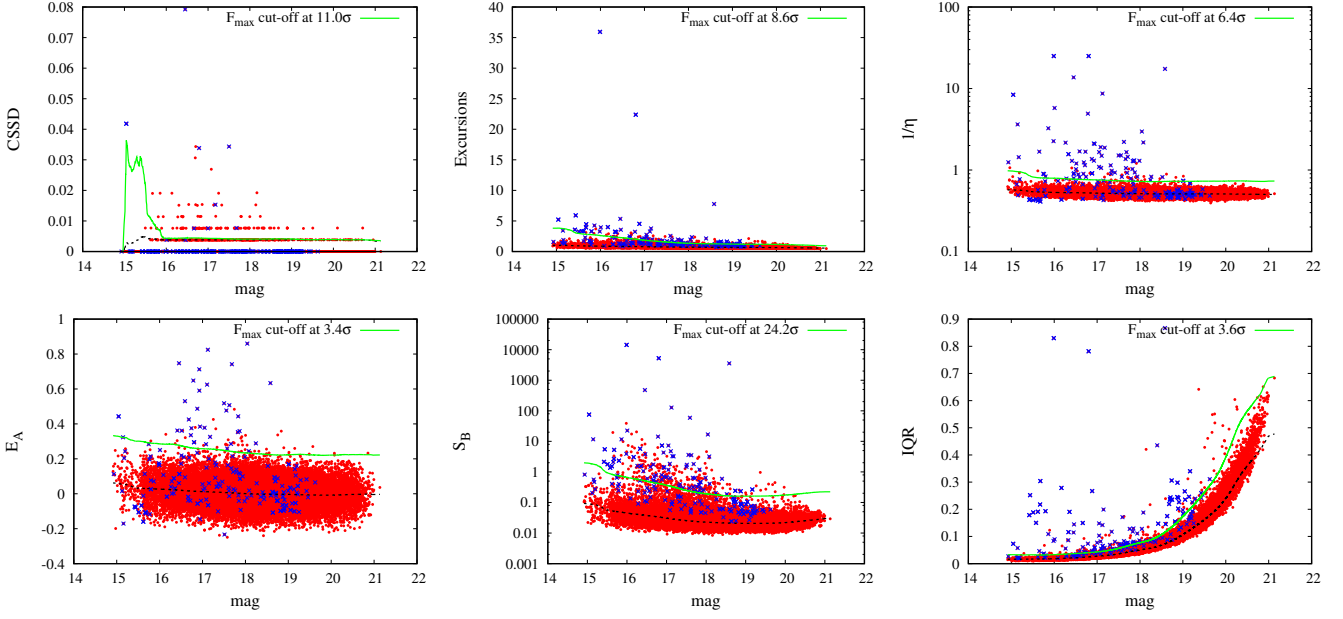 F_max cut-off at 11.0σ
CSSD
0.08
0.07
0.06
0.05
0.04
0.03
0.02
0.01
0
14 15 16 17 18 19 20 21 22
mag
F_max cut-off at 8.6σ
Excursions
40
35
30
25
20
15
10
5
0
14 15 16 17 18 19 20 21 22
mag
F_max cut-off at 6.4σ
1/η
100
10
1
0.1
14 15 16 17 18 19 20 21 22
mag
F_max cut-off at 3.4σ
E_A
1
0.8
0.6
0.4
0.2
0
-0.2
-0.4
14 15 16 17 18 19 20 21 22
mag
F_max cut-off at 24.2σ
S_B
100000
10000
1000
100
10
1
0.1
0.01
0.001
14 15 16 17 18 19 20 21 22
mag
F_max cut-off at 3.6σ
IQR
0.9
0.8
0.7
0.6
0.5
0.4
0.3
0.2
0.1
0
14 15 16 17 18 19 20 21 22
mag